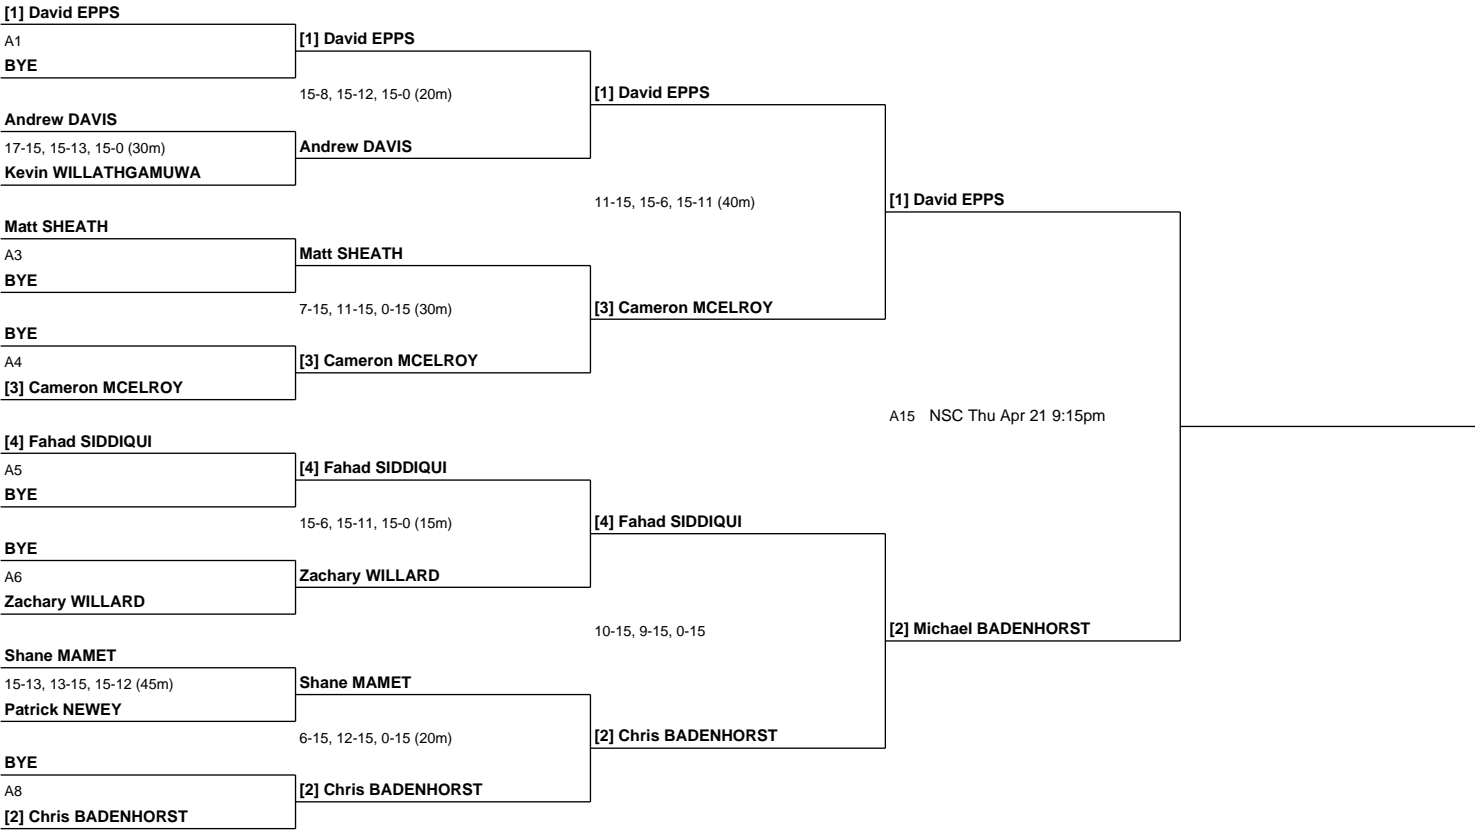 [1] David EPPS
A1
BYE
Andrew DAVIS
17-15, 15-13, 15-0 (30m)
Kevin WILLATHGAMUWA
Matt SHEATH
A3
BYE
BYE
A4
[3] Cameron MCELROY
[4] Fahad SIDDIQUI
A5
BYE
BYE
A6
Zachary WILLARD
Shane MAMET
15-13, 13-15, 15-12 (45m)
Patrick NEWEY
BYE
A8
[2] Chris BADENHORST
[1] David EPPS
15-8, 15-12, 15-0 (20m)
Andrew DAVIS
Matt SHEATH
7-15, 11-15, 0-15 (30m)
[3] Cameron MCELROY
[4] Fahad SIDDIQUI
15-6, 15-11, 15-0 (15m)
Zachary WILLARD
Shane MAMET
6-15, 12-15, 0-15 (20m)
[2] Chris BADENHORST
[1] David EPPS
11-15, 15-6, 15-11 (40m)
[3] Cameron MCELROY
[4] Fahad SIDDIQUI
10-15, 9-15, 0-15
[2] Chris BADENHORST
[1] David EPPS
A15 NSC Thu Apr 21 9:15pm
[2] Michael BADENHORST